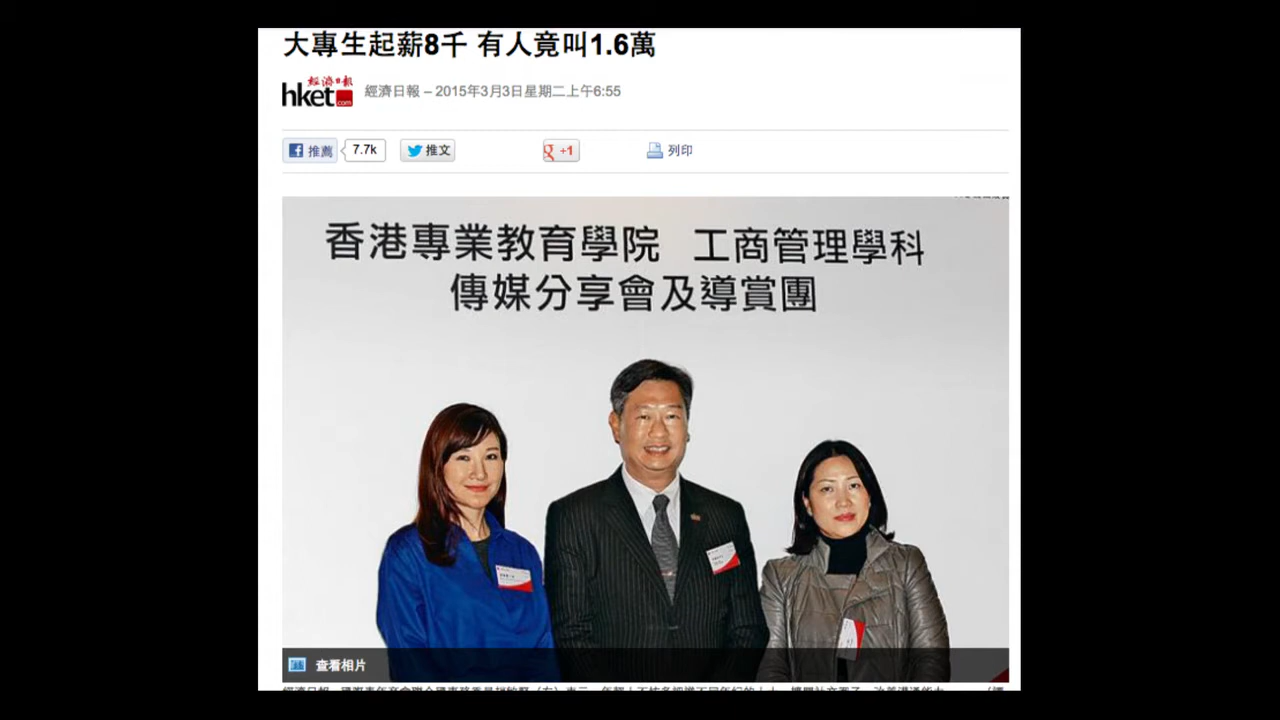 大專生起薪8千 有人竟叫1.6萬
經濟日報
hket
.com
經濟日報 – 2015年3月3日星期二上午6:55
推薦 7.7k 推文 +1 列印
香港專業教育學院 工商管理學科
傳媒分享會及導賞團
查看相片